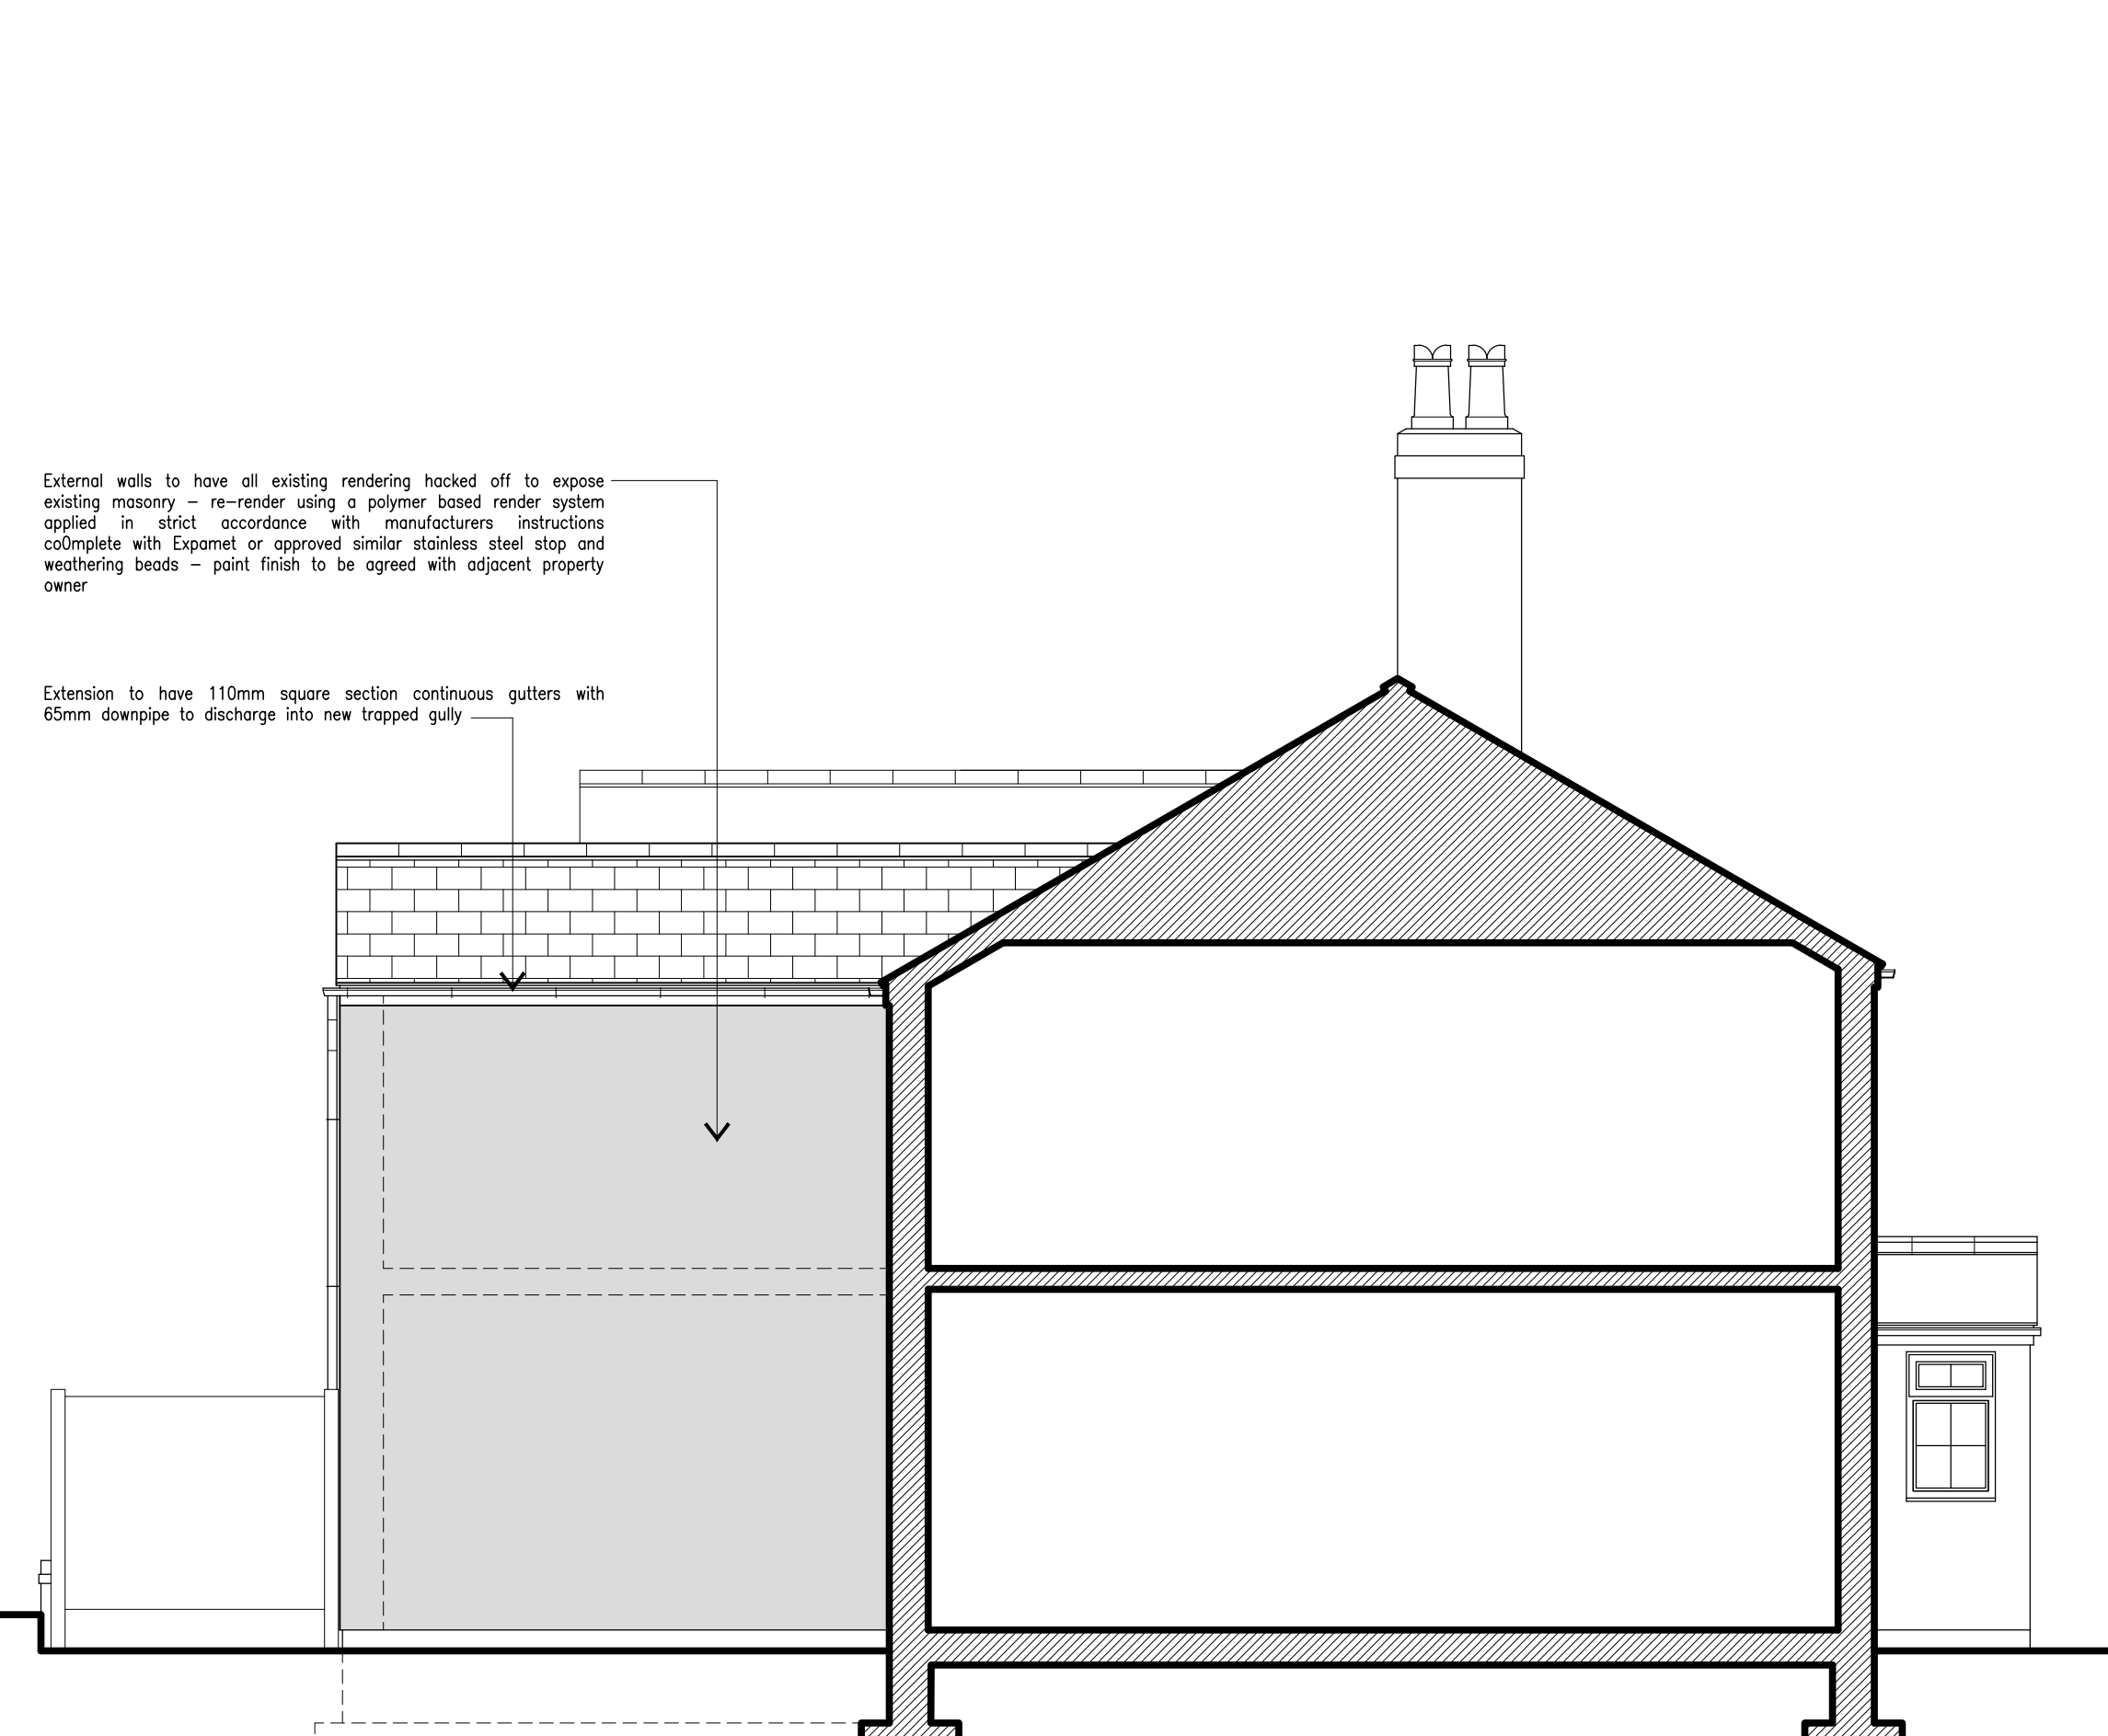 External walls to have all existing rendering hacked off to expose
existing masonry – re–render using a polymer based render system
applied in strict accordance with manufacturers instructions
co0mplete with Expamet or approved similar stainless steel stop and
weathering beads – paint finish to be agreed with adjacent property
owner
Extension to have 110mm square section continuous gutters with
65mm downpipe to discharge into new trapped gully